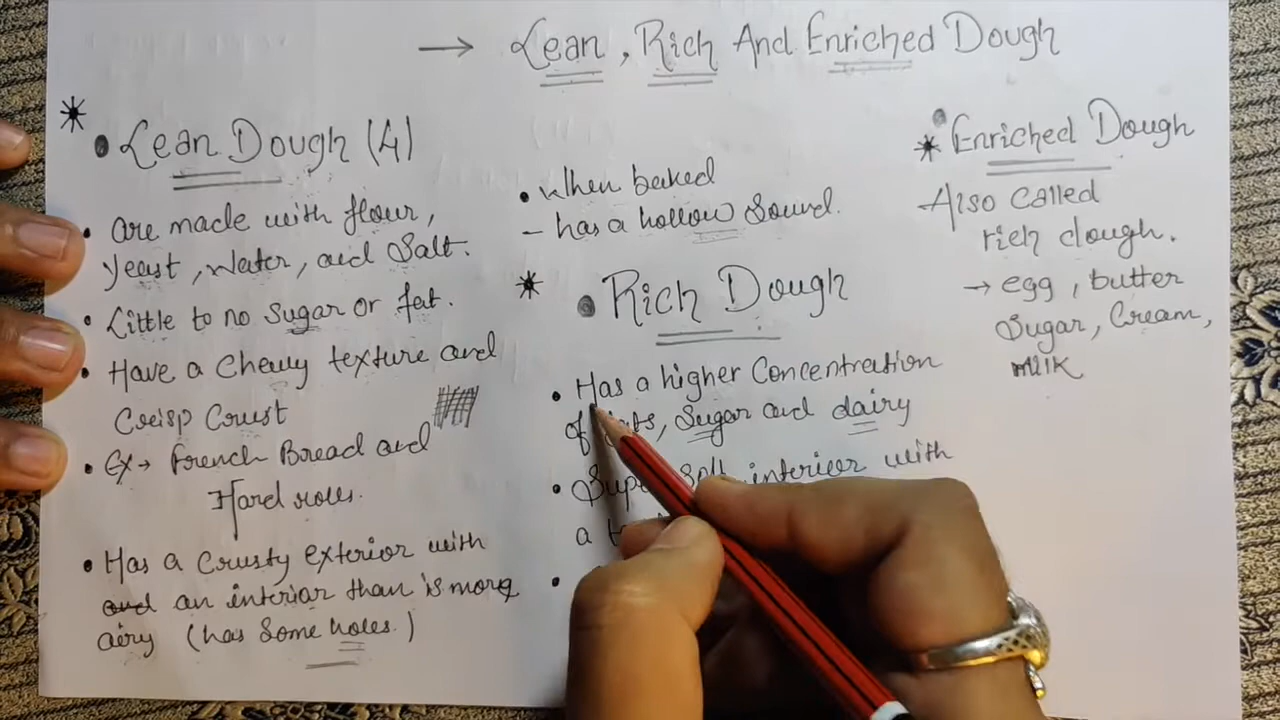 → Lean, Rich And Enriched Dough
* • Lean Dough (4)
• are made with flour,
yeast, water, and Salt.
• Little to no Sugar or fat.
• Have a Chewy texture and
Crisp Crust
• Ex → French Bread and
Hard
• Has a Crusty exterior with
an interior than is more
airy (has Some holes.)
• When baked
- has a hollow Sound.
* • Rich Dough
• Has a higher Concentration
of Sugar and dairy
• interior with
a
* Enriched Dough
Also called
rich dough.
→ egg, butter
Sugar, Cream,
milk